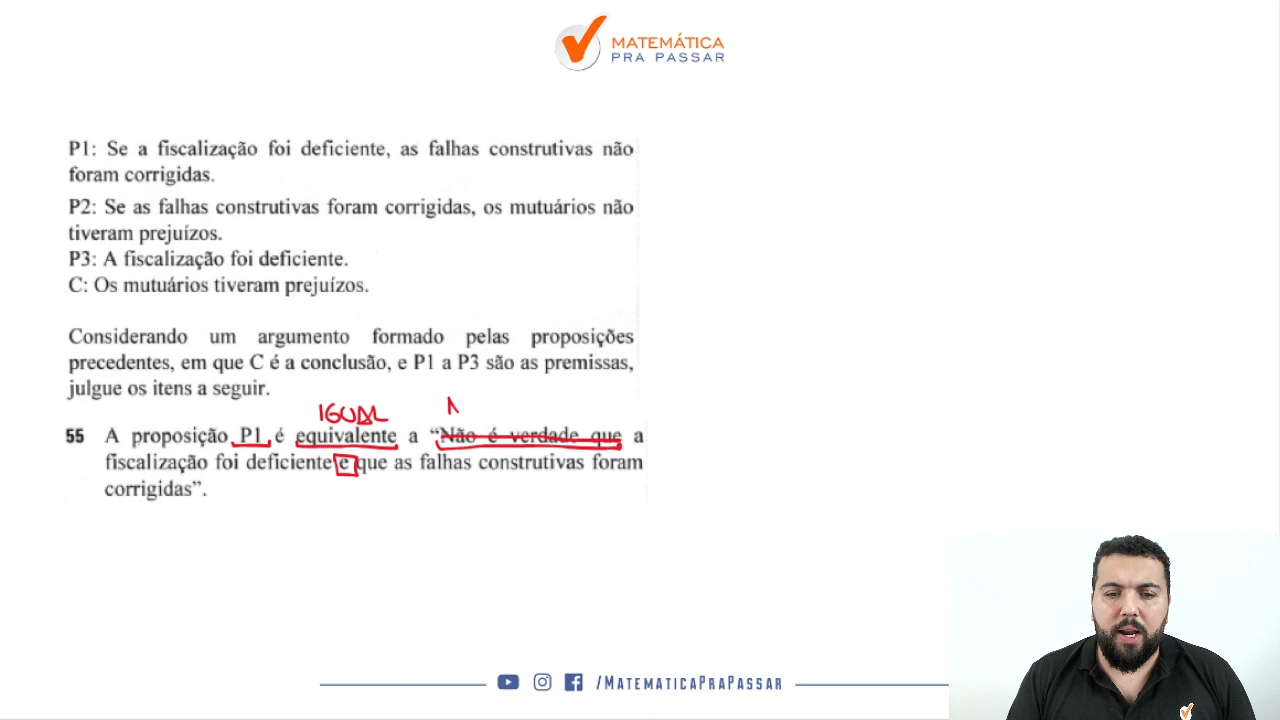 MATEMÁTICA
PRA PASSAR
P1: Se a fiscalização foi deficiente, as falhas construtivas não
foram corrigidas.
P2: Se as falhas construtivas foram corrigidas, os mutuários não
tiveram prejuízos.
P3: A fiscalização foi deficiente.
C: Os mutuários tiveram prejuízos.
Considerando um argumento formado pelas proposições
precedentes, em que C é a conclusão, e P1 a P3 são as premissas,
julgue os itens a seguir.
IGUAL
55 A proposição P1 é equivalente a “Não é verdade que a
fiscalização foi deficiente e que as falhas construtivas foram
corrigidas”.
/MATEMATICAPRAPASSAR